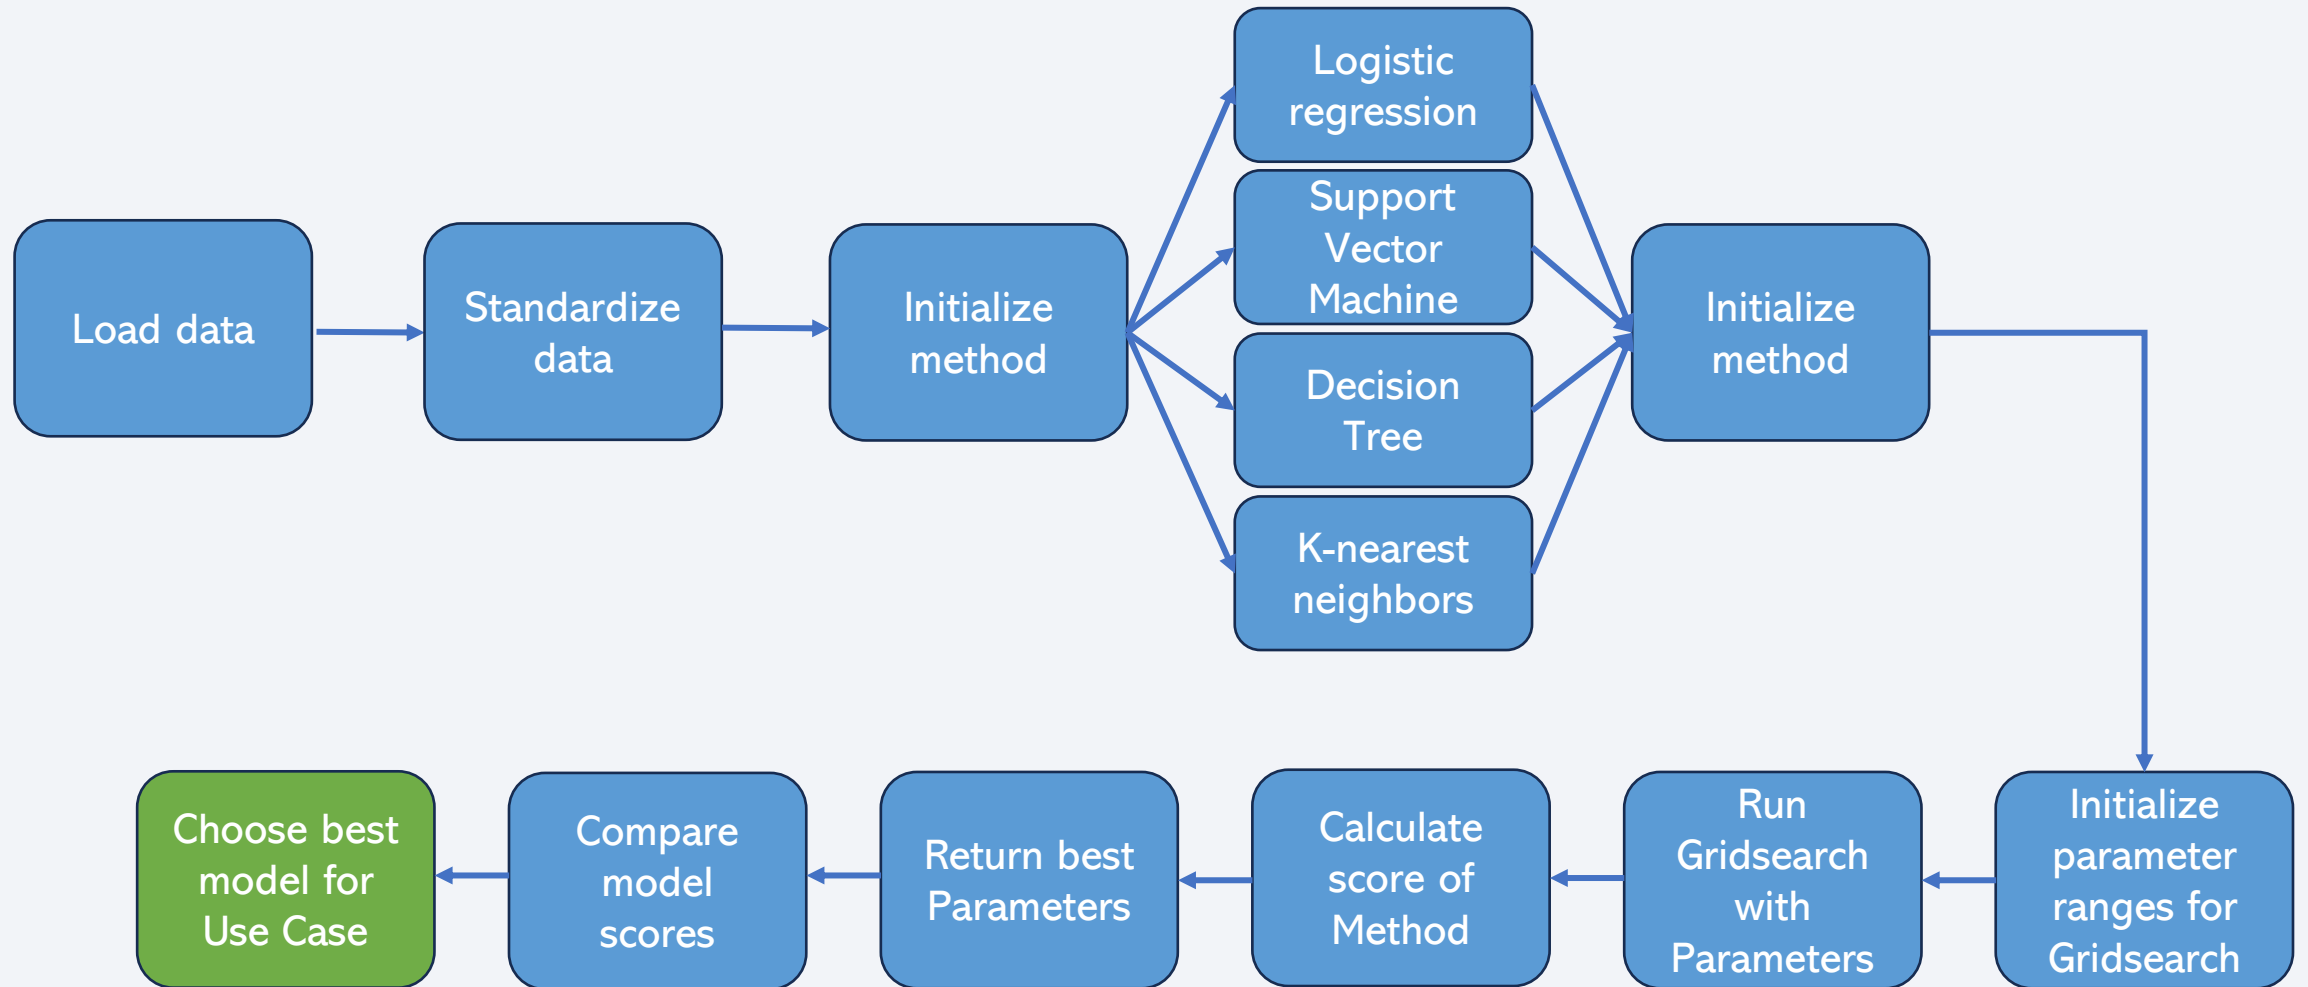 Load data
Standardize
data
Initialize
method
Logistic
regression
Support
Vector
Machine
Decision
Tree
K-nearest
neighbors
Initialize
method
Initialize
parameter
ranges for
Gridsearch
Run
Gridsearch
with
Parameters
Calculate
score of
Method
Return best
Parameters
Compare
model
scores
Choose best
model for
Use Case